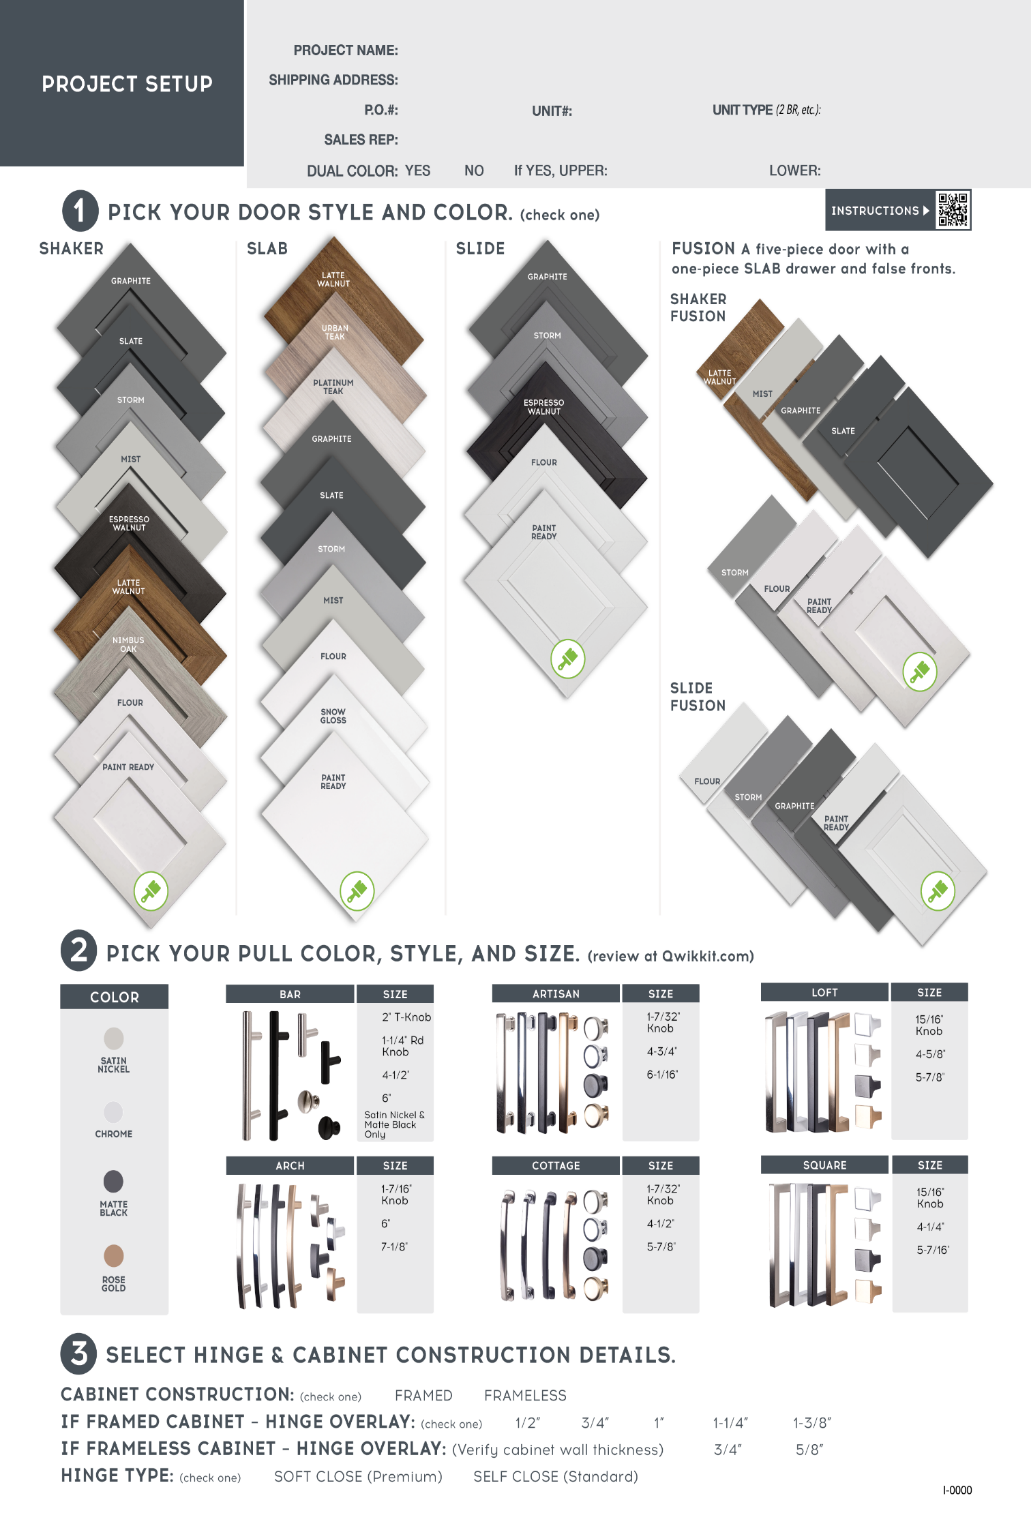 PROJECT SETUP
PROJECT NAME:
SHIPPING ADDRESS:
P.O.#: UNIT#: UNIT TYPE (2 BR, etc.):
SALES REP:
DUAL COLOR: YES NO If YES, UPPER: LOWER:
1 PICK YOUR DOOR STYLE AND COLOR. (check one)
INSTRUCTIONS
SHAKER
GRAPHITE
SLATE
STORM
MIST
ESPRESSO
WALNUT
LATTE
WALNUT
NIMBUS
OAK
FLOUR
PAINT READY
SLAB
LATTE
WALNUT
URBAN
TEAK
PLATINUM
TEAK
GRAPHITE
SLATE
STORM
MIST
FLOUR
SNOW
GLOSS
PAINT
READY
SLIDE
GRAPHITE
STORM
ESPRESSO
WALNUT
FLOUR
PAINT
READY
FUSION A five-piece door with a
one-piece SLAB drawer and false fronts.
SHAKER
FUSION
LATTE
WALNUT
MIST
GRAPHITE
SLATE
STORM
FLOUR
PAINT
READY
SLIDE
FUSION
FLOUR
STORM
GRAPHITE
PAINT
READY
2 PICK YOUR PULL COLOR, STYLE, AND SIZE. (review at Qwikkit.com)
COLOR
SATIN
NICKEL
CHROME
MATTE
BLACK
ROSE
GOLD
BAR SIZE
2" T-Knob
1-1/4" Rd
Knob
4-1/2"
6"
Satin Nickel &
Matte Black
Only
ARTISAN SIZE
1-7/32"
Knob
4-3/4"
6-1/16"
LOFT SIZE
15/16"
Knob
4-5/8"
5-7/8"
ARCH SIZE
1-7/16"
Knob
6"
7-1/8"
COTTAGE SIZE
1-7/32"
Knob
4-1/2"
5-7/8"
SQUARE SIZE
15/16"
Knob
4-1/4"
5-7/16"
3 SELECT HINGE & CABINET CONSTRUCTION DETAILS.
CABINET CONSTRUCTION: (check one) FRAMED FRAMELESS
IF FRAMED CABINET – HINGE OVERLAY: (check one) 1/2" 3/4" 1" 1-1/4" 1-3/8"
IF FRAMELESS CABINET – HINGE OVERLAY: (Verify cabinet wall thickness) 3/4" 5/8"
HINGE TYPE: (check one) SOFT CLOSE (Premium) SELF CLOSE (Standard)
I-0000